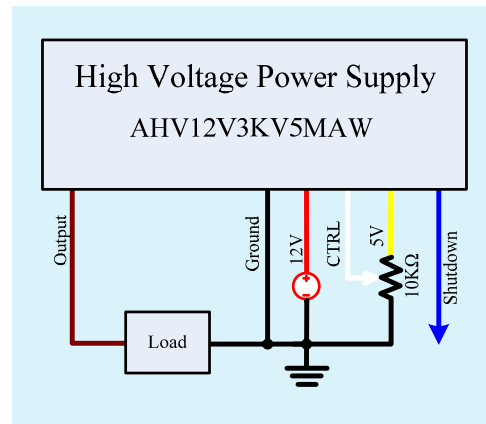 High Voltage Power Supply
AHV12V3KV5MAW
Output
Ground
12V
CTRL
5V
10KΩ
Shutdown
Load